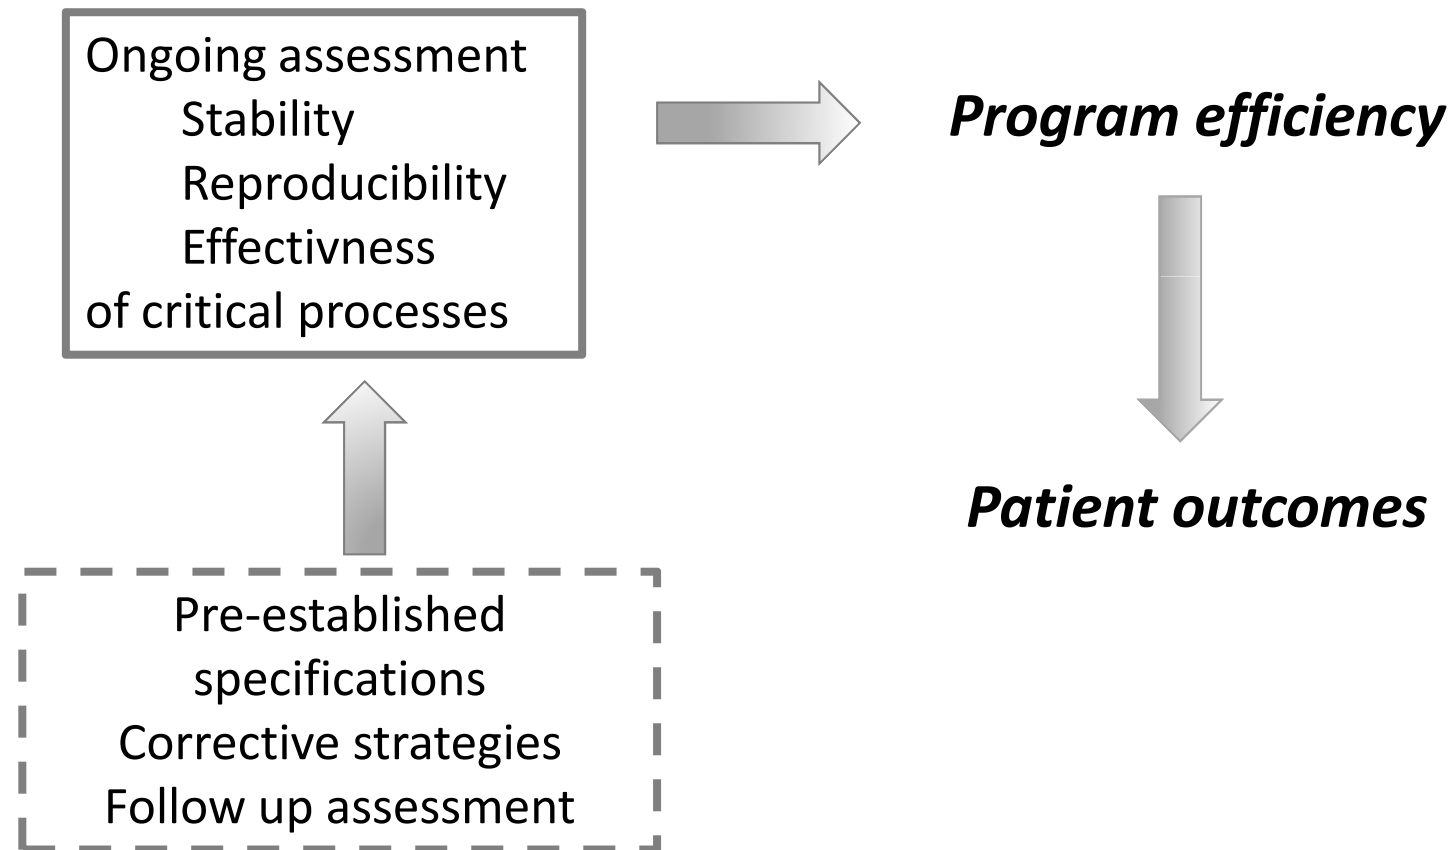 Ongoing assessment
Stability
Reproducibility
Effectivness
of critical processes
Program efficiency
Patient outcomes
Pre-established
specifications
Corrective strategies
Follow up assessment